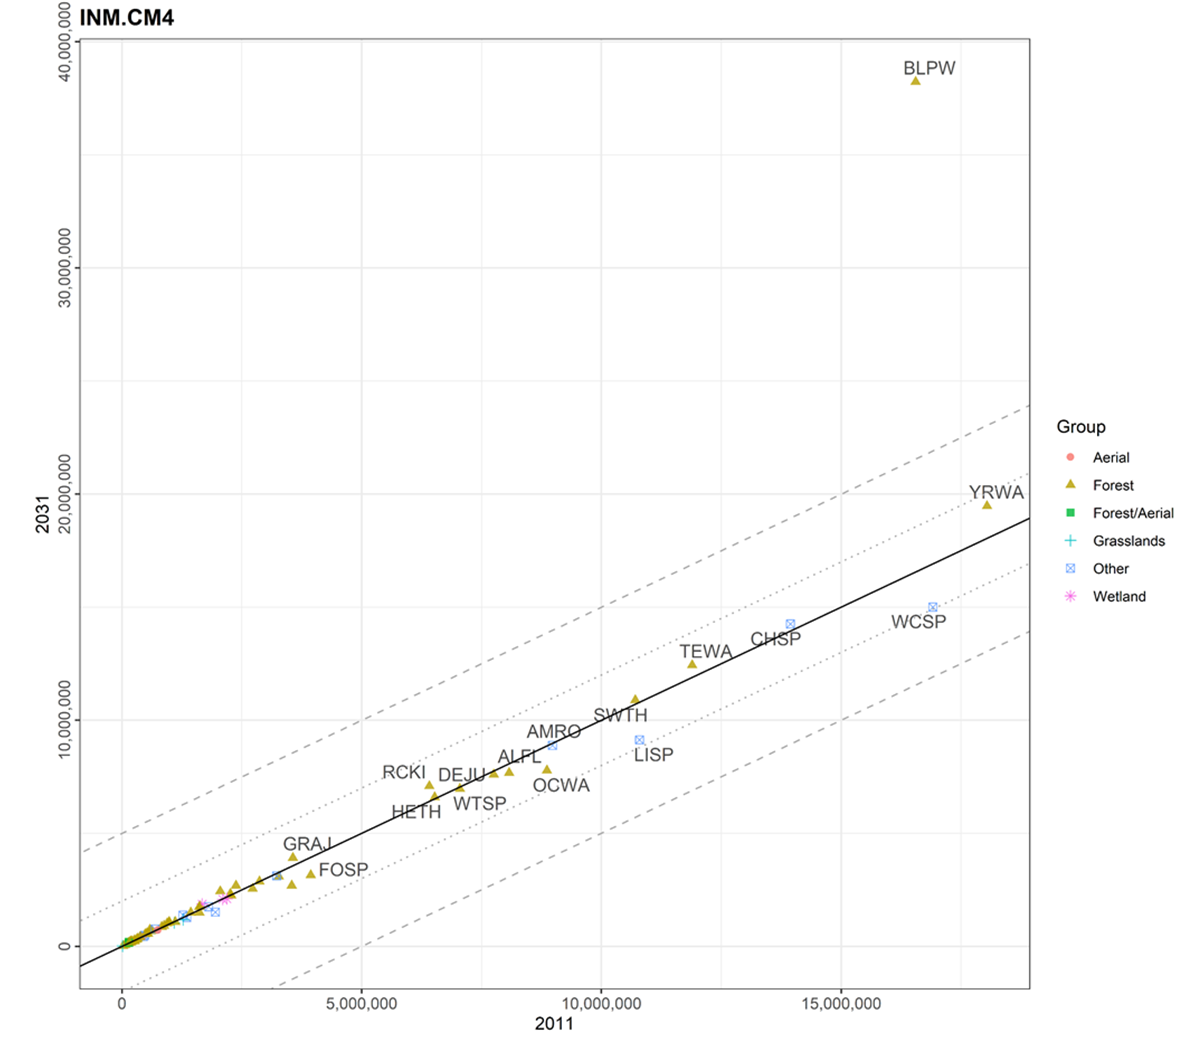 INM.CM4
40,000,000
30,000,000
20,000,000
10,000,000
0
2031
BLPW
YRWA
WCSP
CHSP
TEWA
SWTH
AMRO
LISP
ALFL
RCKI
DEJU
OCWA
HETH
WTSP
GRAJ
FOSP
0
5,000,000
10,000,000
15,000,000
2011
Group
Aerial
Forest
Forest/Aerial
Grasslands
Other
Wetland